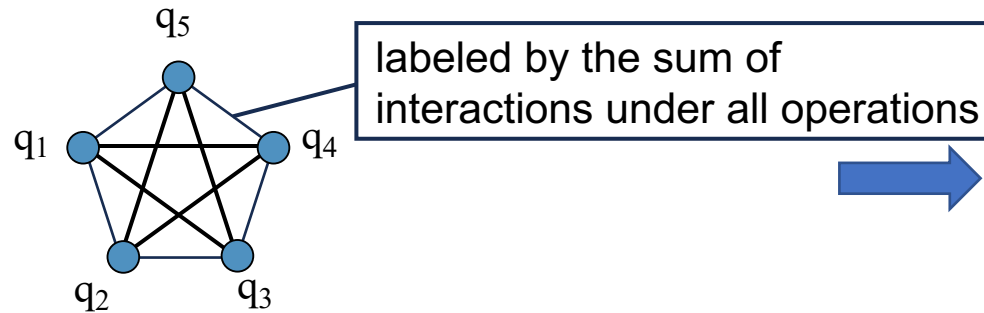 q5
labeled by the sum of
interactions under all operations
q1
q4
q2
q3